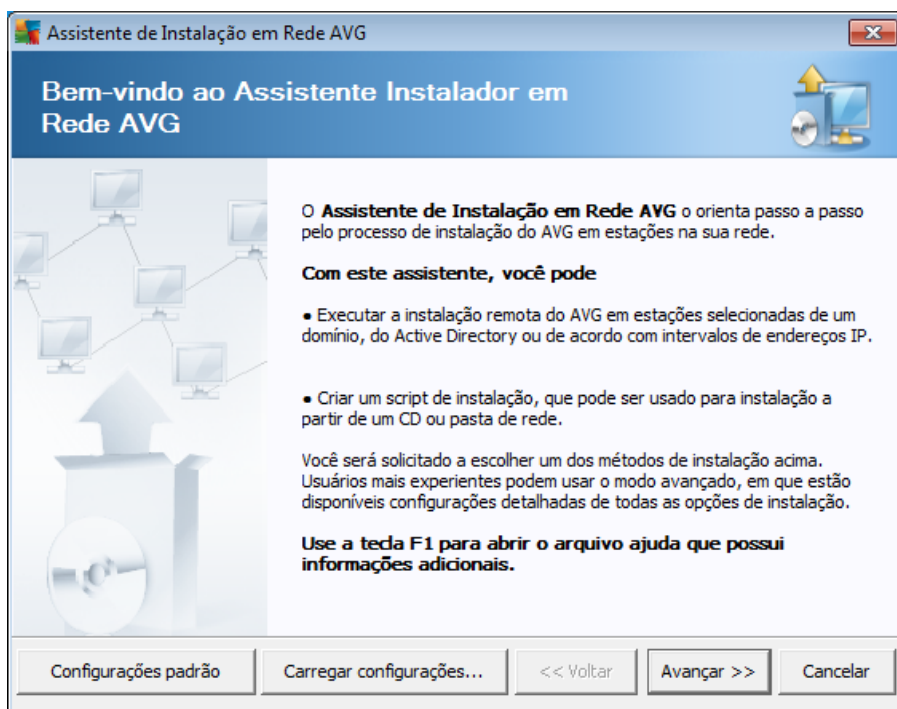 Assistente de Instalação em Rede AVG
Bem-vindo ao Assistente Instalador em
Rede AVG
O Assistente de Instalação em Rede AVG o orienta passo a passo
pelo processo de instalação do AVG em estações na sua rede.
Com este assistente, você pode
• Executar a instalação remota do AVG em estações selecionadas de um
domínio, do Active Directory ou de acordo com intervalos de endereços IP.
• Criar um script de instalação, que pode ser usado para instalação a
partir de um CD ou pasta de rede.
Você será solicitado a escolher um dos métodos de instalação acima.
Usuários mais experientes podem usar o modo avançado, em que estão
disponíveis configurações detalhadas de todas as opções de instalação.
Use a tecla F1 para abrir o arquivo ajuda que possui
informações adicionais.
Configurações padrão Carregar configurações... << Voltar Avançar >> Cancelar